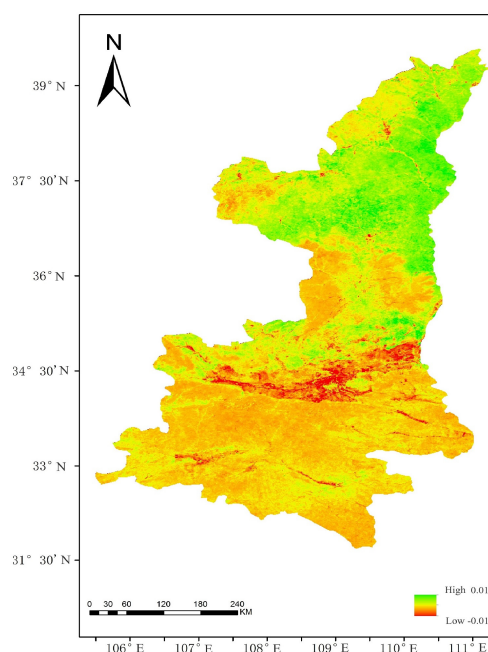 N
39° N
37° 30′ N
36° N
34° 30′ N
33° N
31° 30′ N
High 0.01
Low -0.01
0 30 60 120 180 240
KM
106° E 107° E 108° E 109° E 110° E 111° E